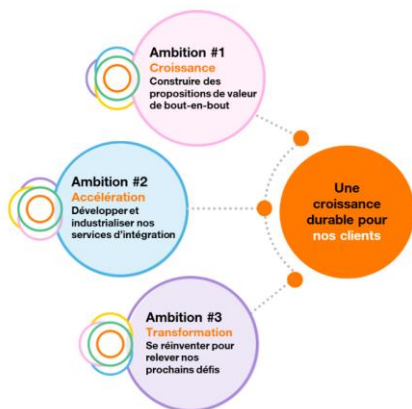 Ambition #1
Croissance
Construire des
propositions de valeur
de bout-en-bout
Ambition #2
Accélération
Développer et
industrialiser nos
services d'intégration
Une
croissance
durable pour
nos clients
Ambition #3
Transformation
Se réinventer pour
relever nos
prochains défis